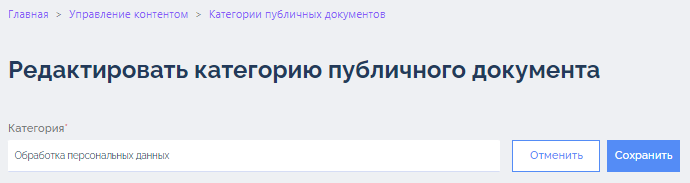 Главная > Управление контентом > Категории публичных документов
Редактировать категорию публичного документа
Категория*
Обработка персональных данных
Отменить
Сохранить